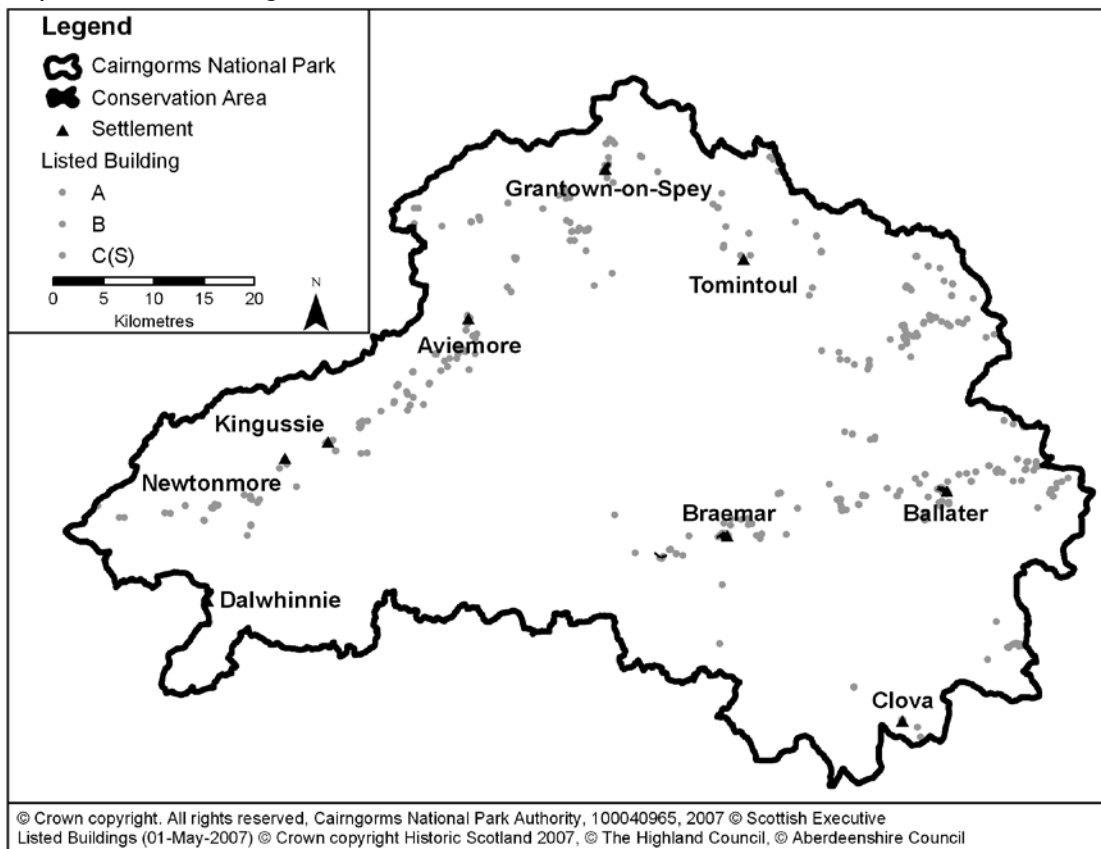 Legend
Cairngorms National Park
Conservation Area
Settlement
Listed Building
A
B
C(S)
0 5 10 15 20
Kilometres
N
Grantown-on-Spey
Tomintoul
Aviemore
Kingussie
Newtonmore
Braemar
Ballater
Dalwhinnie
Clova
© Crown copyright. All rights reserved, Cairngorms National Park Authority, 100040965, 2007 © Scottish Executive
Listed Buildings (01-May-2007) © Crown copyright Historic Scotland 2007, © The Highland Council, © Aberdeenshire Council